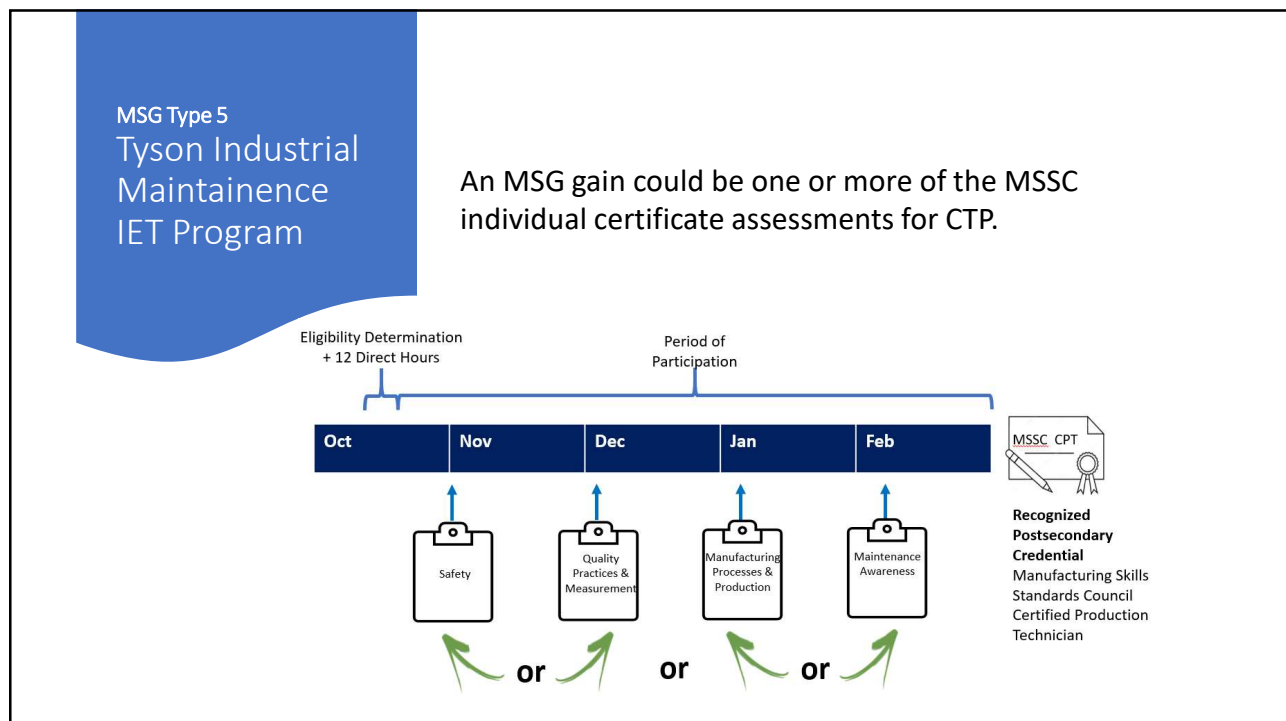 MSG Type 5
Tyson Industrial
Maintainence
IET Program
An MSG gain could be one or more of the MSSC
individual certificate assessments for CTP.
Eligibility Determination
+ 12 Direct Hours
Period of
Participation
Oct
Nov
Dec
Jan
Feb
MSSC CPT
Recognized
Postsecondary
Credential
Manufacturing Skills
Standards Council
Certified Production
Technician
Safety
Quality
Practices &
Measurement
Manufacturing
Processes &
Production
Maintenance
Awareness
or
or
or